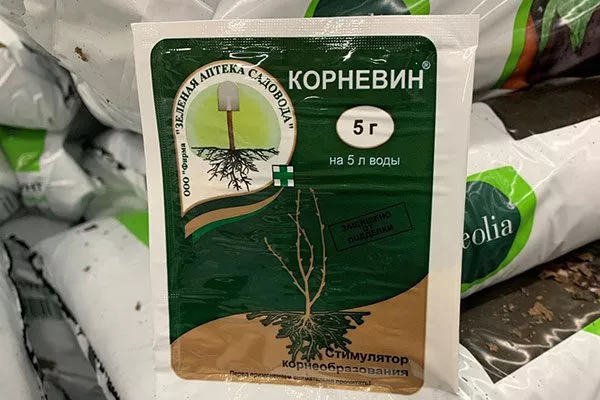 ООО "Фирма "ЗЕЛЕНАЯ АПТЕКА САДОВОДА"
КОРНЕВИН®
5 г
на 5 л воды
ЗАЩИЩЕНО
ОТ
ПОДДЕЛКИ
Стимулятор
корнеобразования
Перед применением внимательно прочитать!
eolia